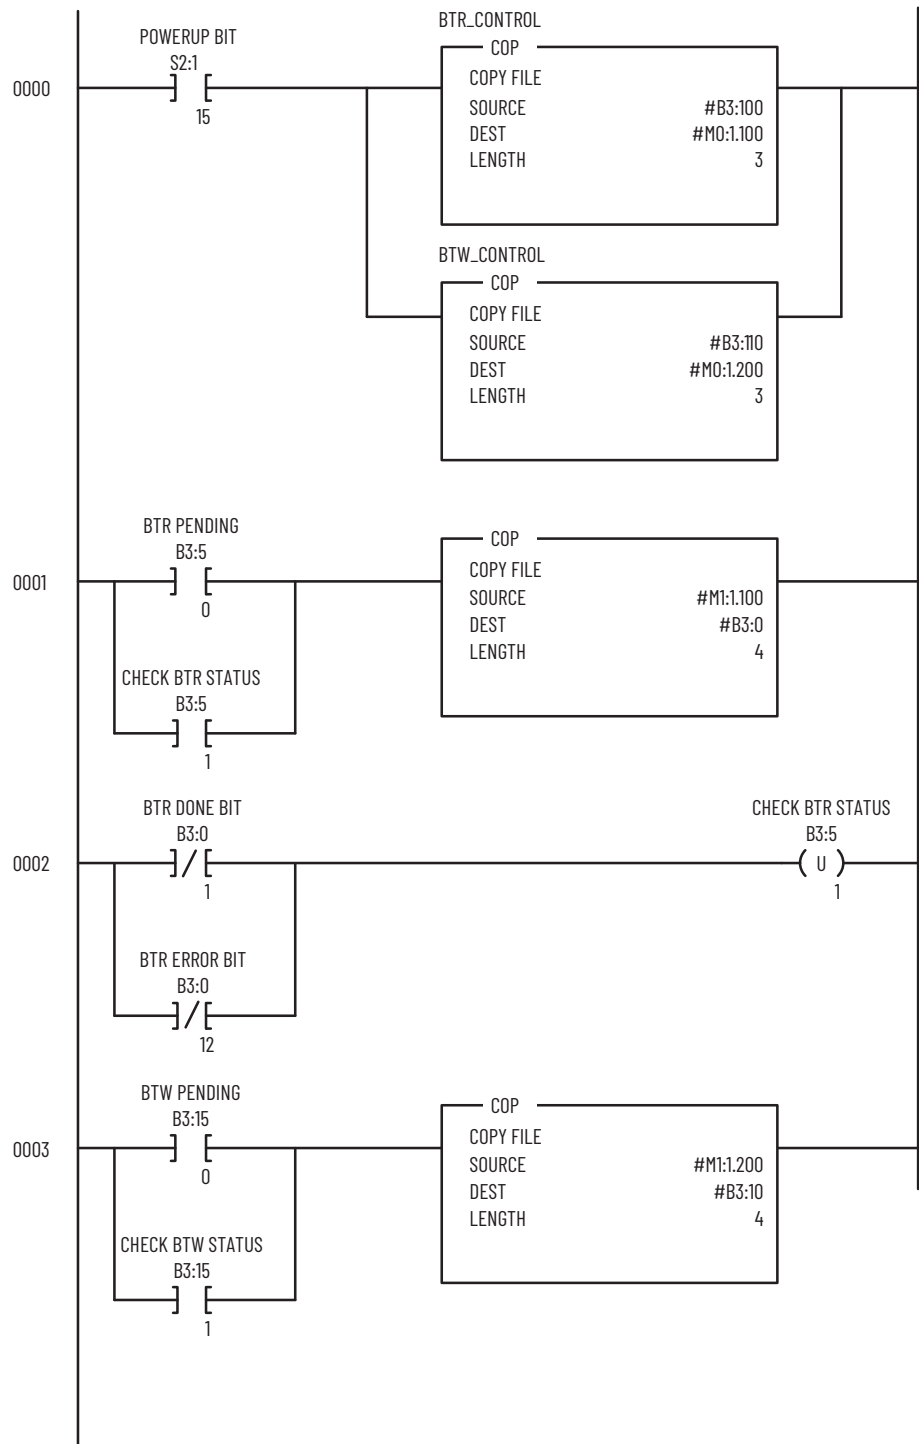 BTR_CONTROL
POWERUP BIT
COP
S2:1
COPY FILE
0000
] [
15
SOURCE #B3:100
DEST #M0:1.100
LENGTH 3
BTW_CONTROL
COP
COPY FILE
SOURCE #B3:110
DEST #M0:1.200
LENGTH 3
BTR PENDING
COP
B3:5
COPY FILE
0001
] [
0
SOURCE #M1:1.100
DEST #B3:0
LENGTH 4
CHECK BTR STATUS
B3:5
] [
1
BTR DONE BIT
CHECK BTR STATUS
B3:0
B3:5
0002
]/[
( U )
1
1
BTR ERROR BIT
B3:0
]/[
12
BTW PENDING
COP
B3:15
COPY FILE
0003
] [
0
SOURCE #M1:1.200
DEST #B3:10
LENGTH 4
CHECK BTW STATUS
B3:15
] [
1